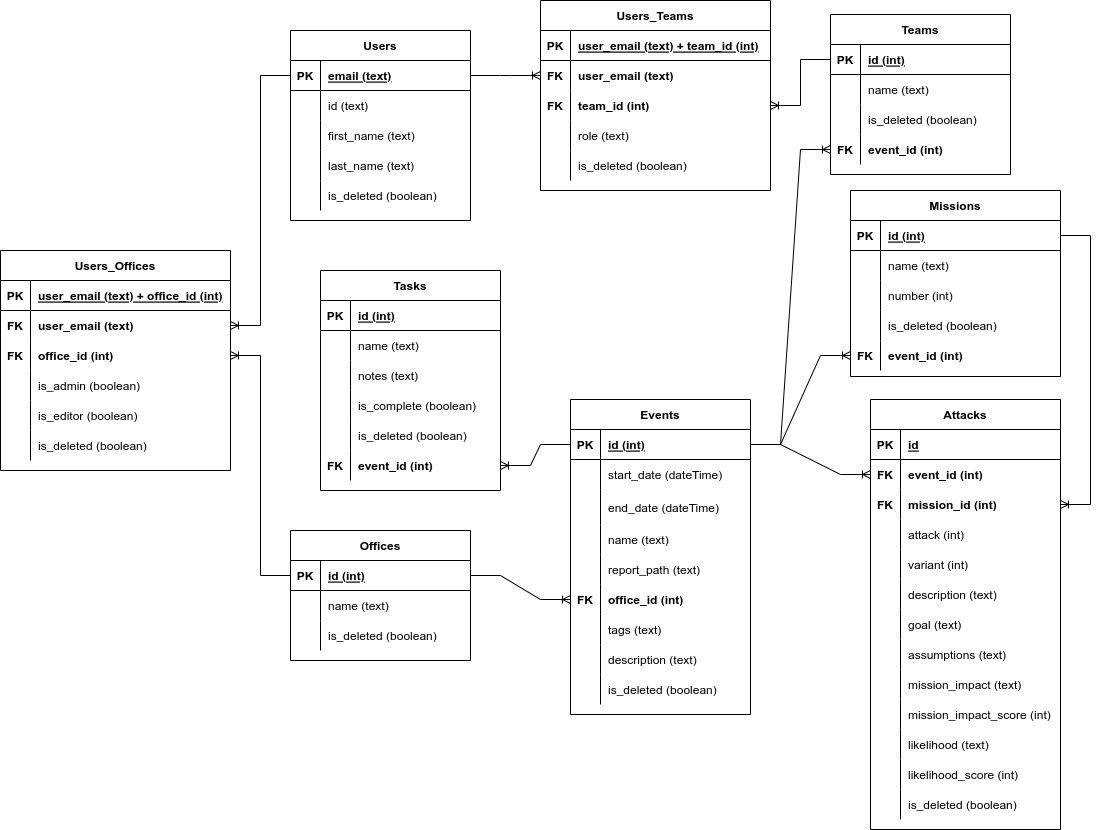 Users_Teams
PK user_email (text) + team_id (int)
FK user_email (text)
FK team_id (int)
role (text)
is_deleted (boolean)
Teams
PK id (int)
name (text)
is_deleted (boolean)
FK event_id (int)
Users
PK email (text)
id (text)
first_name (text)
last_name (text)
is_deleted (boolean)
Missions
PK id (int)
name (text)
number (int)
is_deleted (boolean)
FK event_id (int)
Users_Offices
PK user_email (text) + office_id (int)
FK user_email (text)
FK office_id (int)
is_admin (boolean)
is_editor (boolean)
is_deleted (boolean)
Tasks
PK id (int)
name (text)
notes (text)
is_complete (boolean)
is_deleted (boolean)
FK event_id (int)
Events
PK id (int)
start_date (dateTime)
end_date (dateTime)
name (text)
report_path (text)
FK office_id (int)
tags (text)
description (text)
is_deleted (boolean)
Attacks
PK id
FK event_id (int)
FK mission_id (int)
attack (int)
variant (int)
description (text)
goal (text)
assumptions (text)
mission_impact (text)
mission_impact_score (int)
likelihood (text)
likelihood_score (int)
is_deleted (boolean)
Offices
PK id (int)
name (text)
is_deleted (boolean)